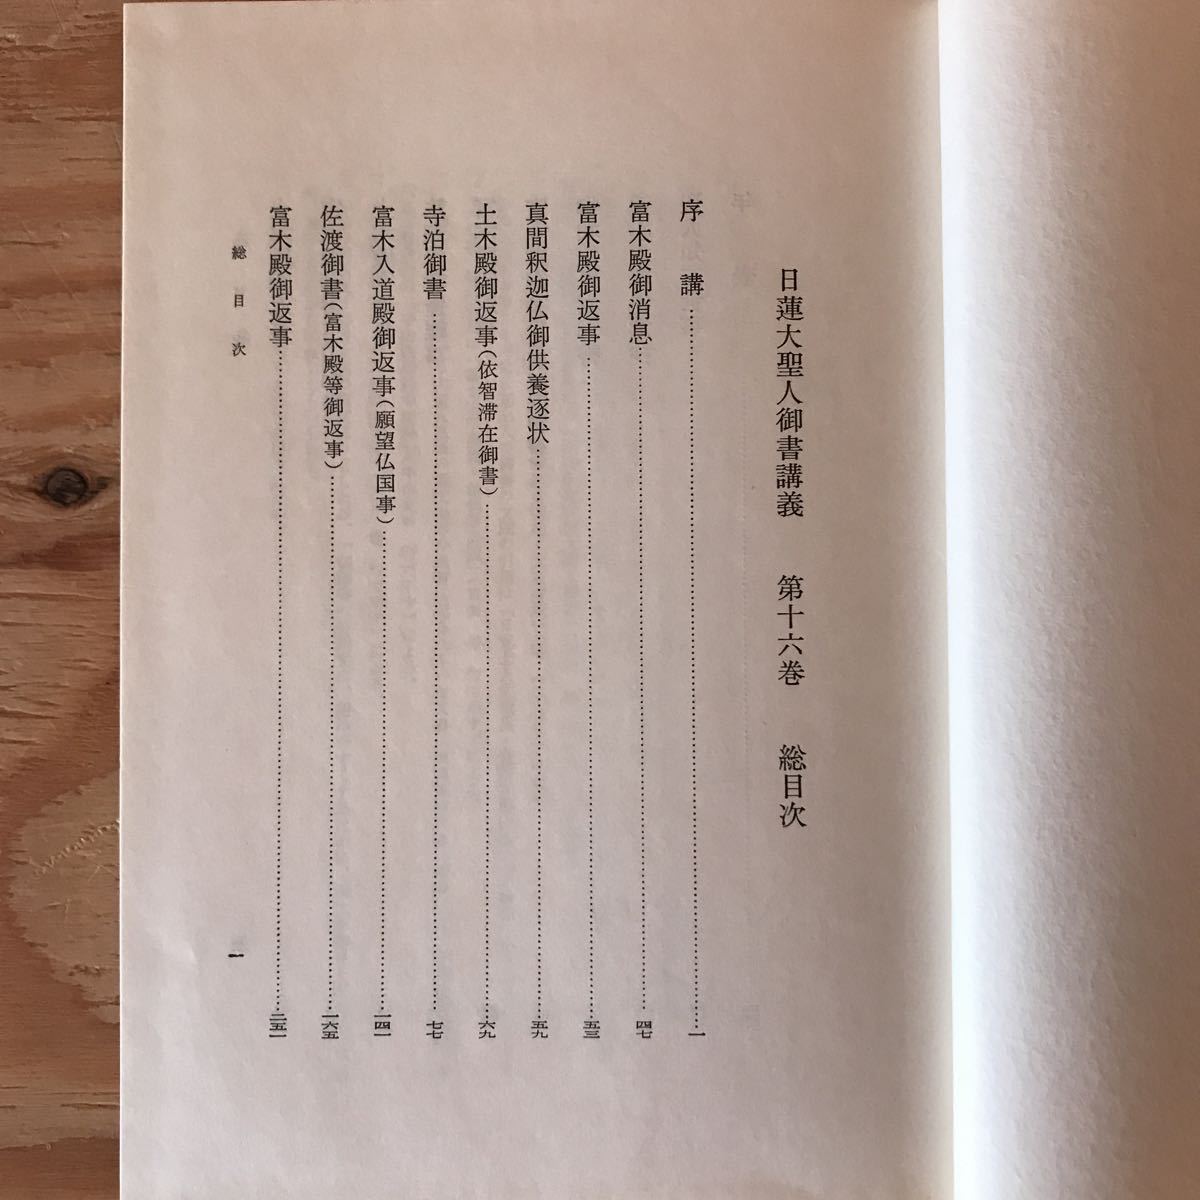 日蓮大聖人御書講義　第十六巻　総目次
序講……一
富木殿御消息……四七
富木殿御返事……五三
真間釈迦仏御供養逐状……五九
土木殿御返事（依智滞在御書）……六九
寺泊御書……七七
富木入道殿御返事（願望仏国事）……一四一
佐渡御書（富木殿等御返事）……一六五
富木殿御返事……二五一
総目次
一